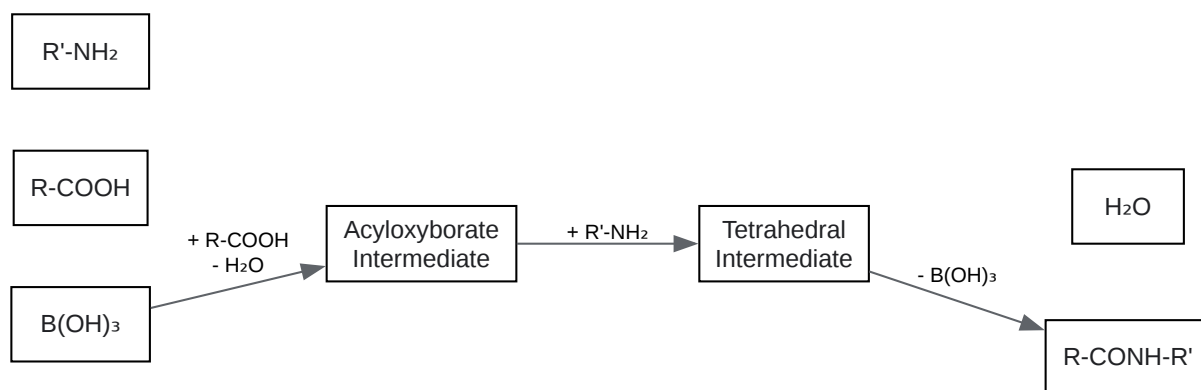 R'-NH₂
R-COOH
B(OH)₃
+ R-COOH
- H₂O
Acyloxyborate
Intermediate
+ R'-NH₂
Tetrahedral
Intermediate
- B(OH)₃
H₂O
R-CONH-R'